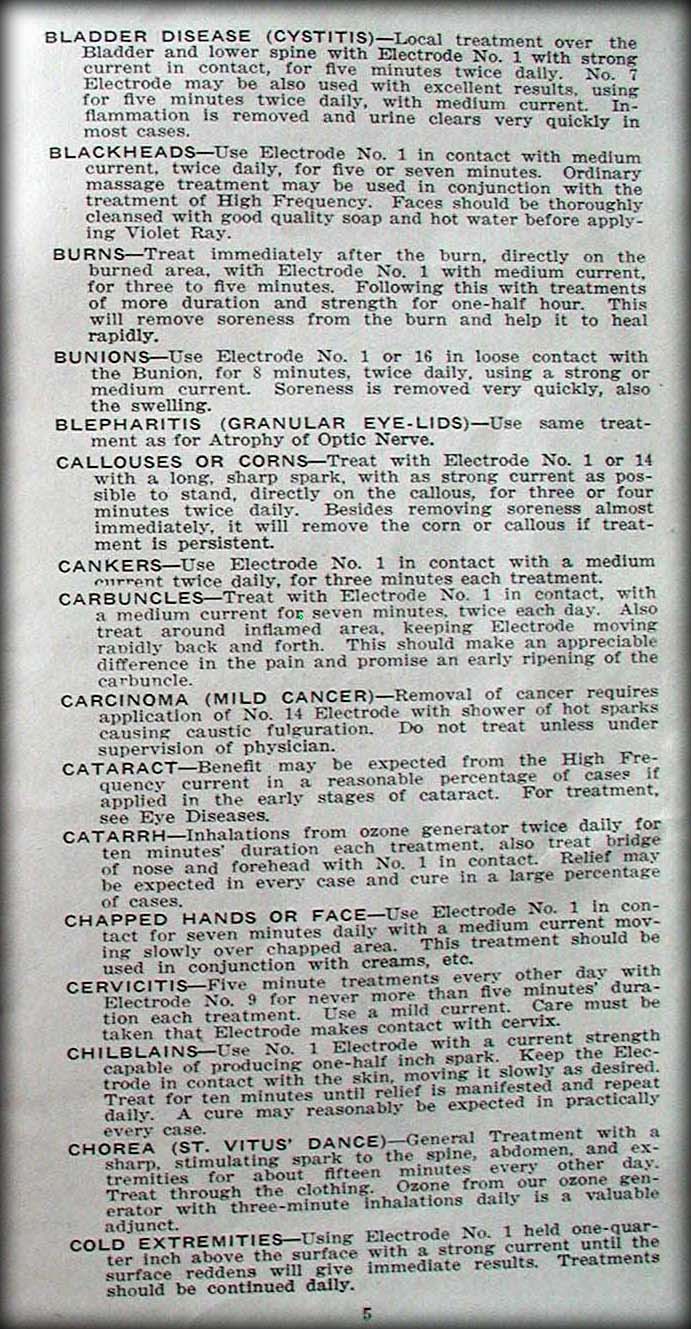 BLADDER DISEASE (CYSTITIS)—Local treatment over the
Bladder and lower spine with Electrode No. 1 with strong
current in contact, for five minutes twice daily. No. 7
Electrode may be also used with excellent results, using
for five minutes twice daily, with medium current. In-
flammation is removed and urine clears very quickly in
most cases.
BLACKHEADS—Use Electrode No. 1 in contact with medium
current, twice daily, for five or seven minutes. Ordinary
massage treatment may be used in conjunction with the
treatment of High Frequency. Faces should be thoroughly
cleansed with good quality soap and hot water before apply-
ing Violet Ray.
BURNS—Treat immediately after the burn, directly on the
burned area, with Electrode No. 1 with medium current,
for three to five minutes. Following this with treatments
of more duration and strength for one-half hour. This
will remove soreness from the burn and help it to heal
rapidly.
BUNIONS—Use Electrode No. 1 or 16 in loose contact with
the Bunion, for 8 minutes, twice daily, using a strong or
medium current. Soreness is removed very quickly, also
the swelling.
BLEPHARITIS (GRANULAR EYE-LIDS)—Use same treat-
ment as for Atrophy of Optic Nerve.
CALLOUSES OR CORNS—Treat with Electrode No. 1 or 14
with a long, sharp spark, with as strong current as pos-
sible to stand, directly on the callous, for three or four
minutes twice daily. Besides removing soreness almost
immediately, it will remove the corn or callous if treat-
ment is persistent.
CANKERS—Use Electrode No. 1 in contact with a medium
current twice daily, for three minutes each treatment.
CARBUNCLES—Treat with Electrode No. 1 in contact, with
a medium current for seven minutes, twice each day. Also
treat around inflamed area, keeping Electrode moving
rapidly back and forth. This should make an appreciable
difference in the pain and promise an early ripening of the
carbuncle.
CARCINOMA (MILD CANCER)—Removal of cancer requires
application of No. 14 Electrode with shower of hot sparks
causing caustic fulguration. Do not treat unless under
supervision of physician.
CATARACT—Benefit may be expected from the High Fre-
quency current in a reasonable percentage of cases if
applied in the early stages of cataract. For treatment,
see Eye Diseases.
CATARRH—Inhalations from ozone generator twice daily for
ten minutes' duration each treatment, also treat bridge
of nose and forehead with No. 1 in contact. Relief may
be expected in every case and cure in a large percentage
of cases.
CHAPPED HANDS OR FACE—Use Electrode No. 1 in con-
tact for seven minutes daily with a medium current mov-
ing slowly over chapped area. This treatment should be
used in conjunction with creams, etc.
CERVICITIS—Five minute treatments every other day with
Electrode No. 9 for never more than five minutes' dura-
tion each treatment. Use a mild current. Care must be
taken that Electrode makes contact with cervix.
CHILBLAINS—Use No. 1 Electrode with a current strength
capable of producing one-half inch spark. Keep the Elec-
trode in contact with the skin, moving it slowly as desired.
Treat for ten minutes until relief is manifested and repeat
daily. A cure may reasonably be expected in practically
every case.
CHOREA (ST. VITUS' DANCE)—General Treatment with a
sharp, stimulating spark to the spine, abdomen, and ex-
tremities for about fifteen minutes every other day.
Treat through the clothing. Ozone from our ozone gen-
erator with three-minute inhalations daily is a valuable
adjunct.
COLD EXTREMITIES—Using Electrode No. 1 held one-quar-
ter inch above the surface with a strong current until the
surface reddens will give immediate results. Treatments
should be continued daily.
5